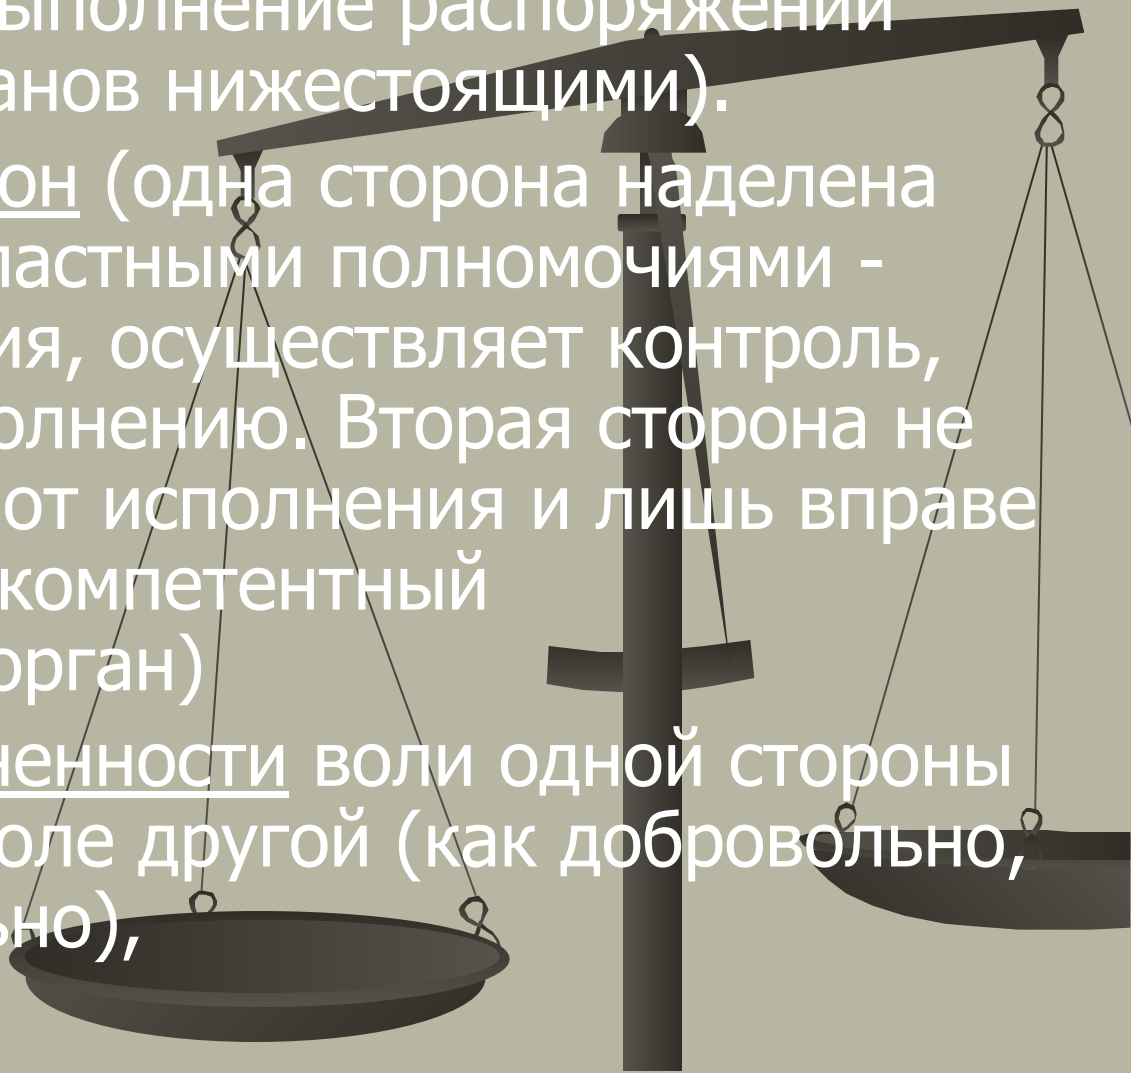 ыполнение распоряжений
анов нижестоящими).
он (одна сторона наделена
ластными полномочиями -
ия, осуществляет контроль,
олнению. Вторая сторона не
от исполнения и лишь вправе
компетентный
орган)
ненности воли одной стороны
оле другой (как добровольно,
ьно),